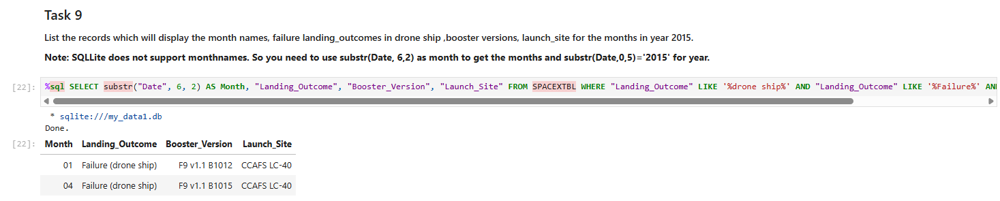 Task 9
List the records which will display the month names, failure landing_outcomes in drone ship ,booster versions, launch_site for the months in year 2015.
Note: SQLLite does not support monthnames. So you need to use substr(Date, 6,2) as month to get the months and substr(Date,0,5)='2015' for year.
[22]: %sql SELECT substr("Date", 6, 2) AS Month, "Landing_Outcome", "Booster_Version", "Launch_Site" FROM SPACEXTBL WHERE "Landing_Outcome" LIKE '%drone ship%' AND "Landing_Outcome" LIKE '%Failure%' AN
* sqlite:///my_data1.db
Done.
[22]: Month Landing_Outcome Booster_Version Launch_Site
01 Failure (drone ship) F9 v1.1 B1012 CCAFS LC-40
04 Failure (drone ship) F9 v1.1 B1015 CCAFS LC-40